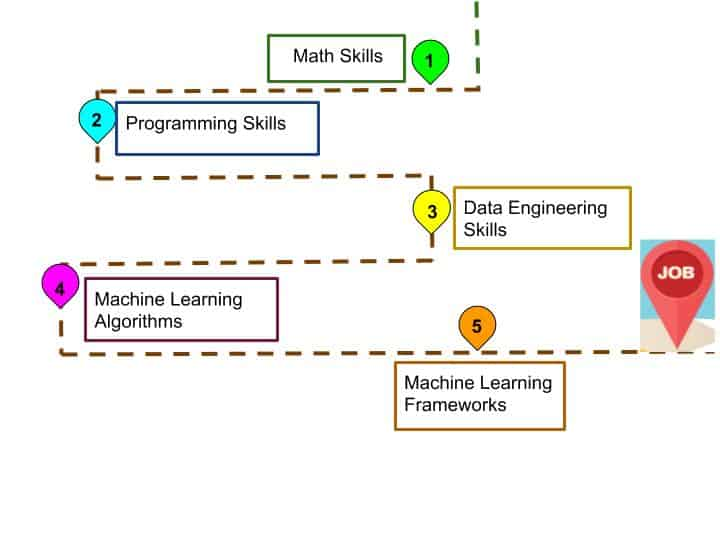 Math Skills
1
2
Programming Skills
3
Data Engineering
Skills
JOB
4
Machine Learning
Algorithms
5
Machine Learning
Frameworks